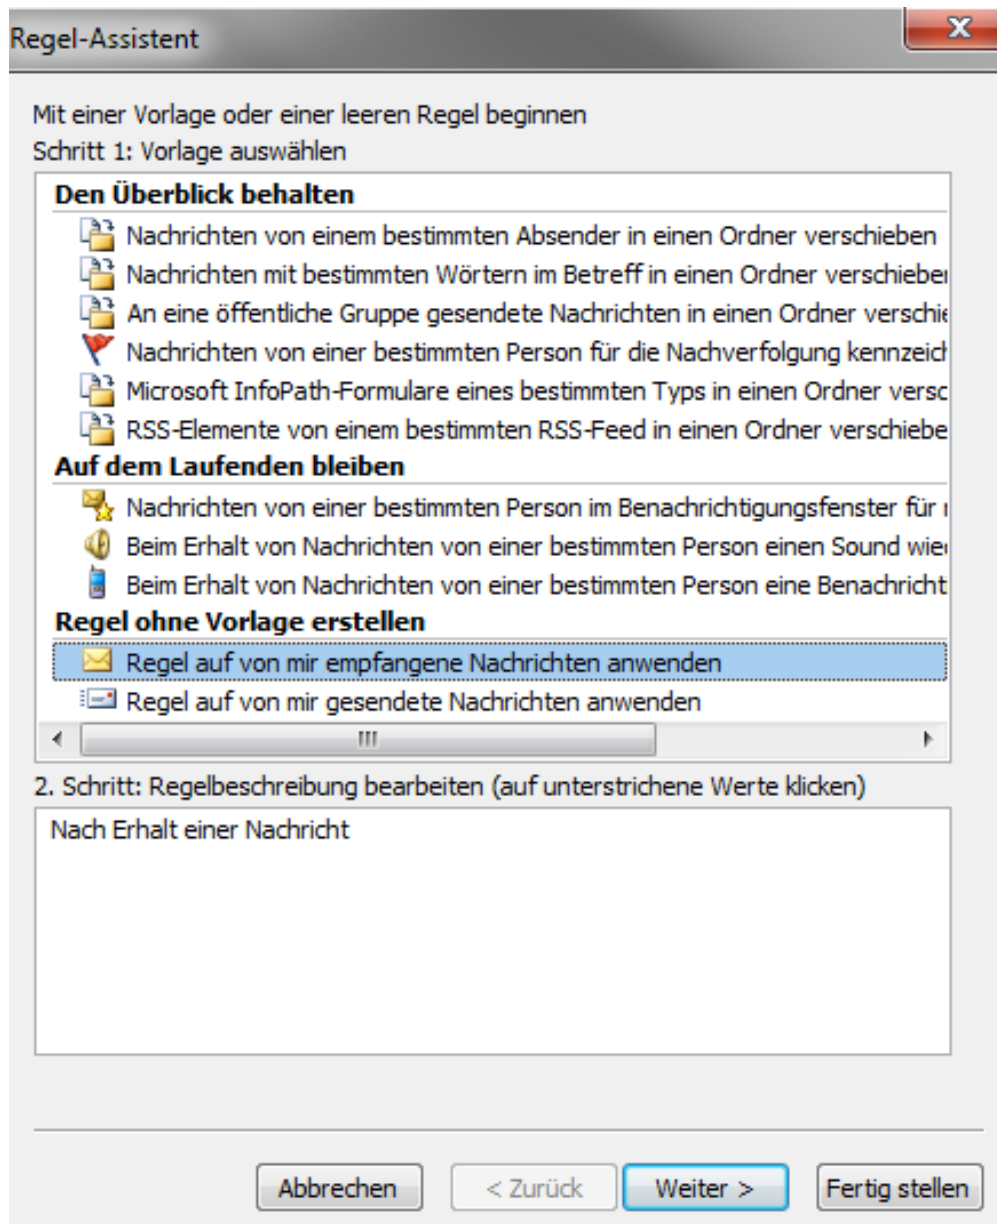 Regel-Assistent
Mit einer Vorlage oder einer leeren Regel beginnen
Schritt 1: Vorlage auswählen
Den Überblick behalten
Nachrichten von einem bestimmten Absender in einen Ordner verschieben
Nachrichten mit bestimmten Wörtern im Betreff in einen Ordner verschieben
An eine öffentliche Gruppe gesendete Nachrichten in einen Ordner verschie
Nachrichten von einer bestimmten Person für die Nachverfolgung kennzeich
Microsoft InfoPath-Formulare eines bestimmten Typs in einen Ordner versc
RSS-Elemente von einem bestimmten RSS-Feed in einen Ordner verschiebe
Auf dem Laufenden bleiben
Nachrichten von einer bestimmten Person im Benachrichtigungsfenster für
Beim Erhalt von Nachrichten von einer bestimmten Person einen Sound wie
Beim Erhalt von Nachrichten von einer bestimmten Person eine Benachricht
Regel ohne Vorlage erstellen
Regel auf von mir empfangene Nachrichten anwenden
Regel auf von mir gesendete Nachrichten anwenden
2. Schritt: Regelbeschreibung bearbeiten (auf unterstrichene Werte klicken)
Nach Erhalt einer Nachricht
Abbrechen
< Zurück
Weiter >
Fertig stellen